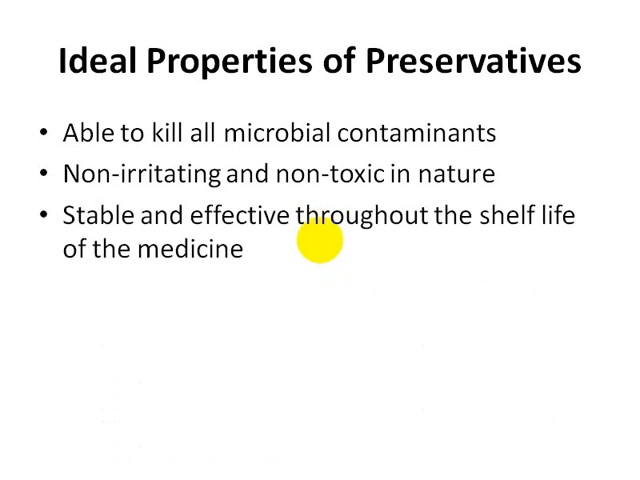 Ideal Properties of Preservatives
• Able to kill all microbial contaminants
• Non-irritating and non-toxic in nature
• Stable and effective throughout the shelf life
of the medicine